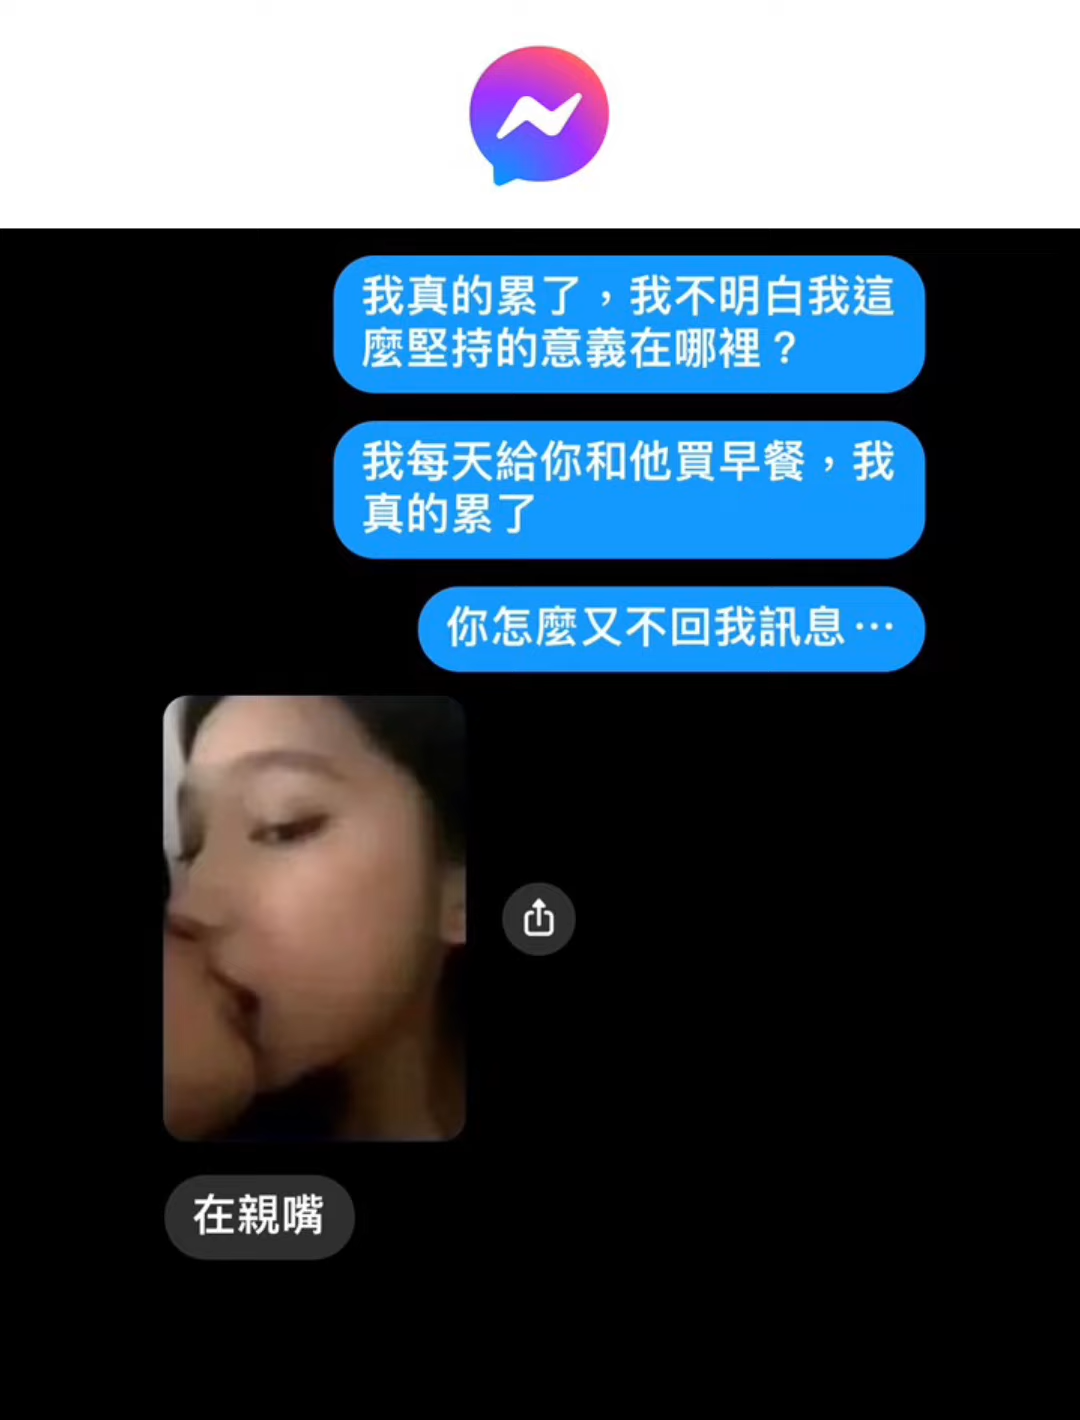 我真的累了，我不明白我這
麼堅持的意義在哪裡？
我每天給你和他買早餐，我
真的累了
你怎麼又不回我訊息⋯
在親嘴